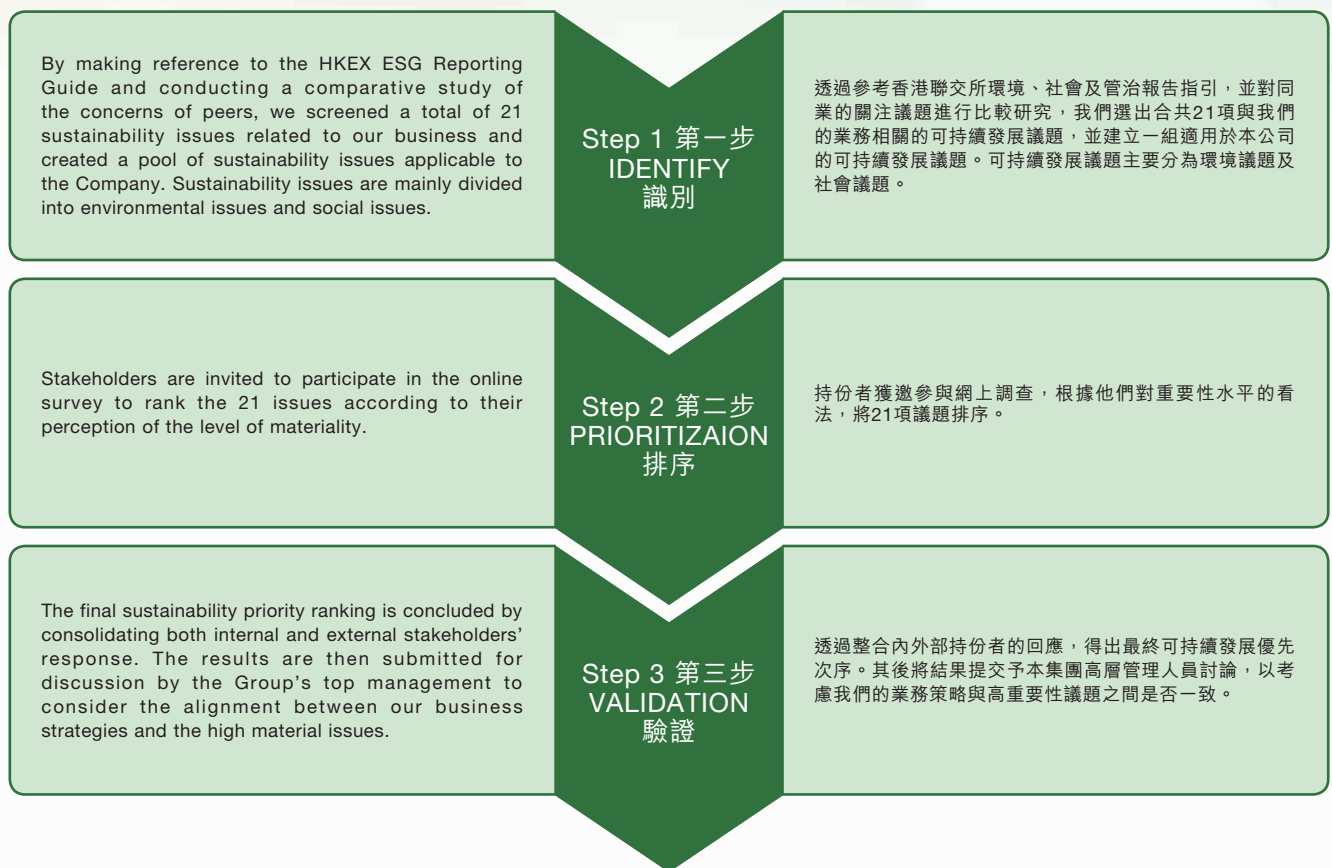 By making reference to the HKEX ESG Reporting
Guide and conducting a comparative study of
the concerns of peers, we screened a total of 21
sustainability issues related to our business and
created a pool of sustainability issues applicable to
the Company. Sustainability issues are mainly divided
into environmental issues and social issues.
Step 1 第一步
IDENTIFY
識別
透過參考香港聯交所環境、社會及管治報告指引，並對同
業的關注議題進行比較研究，我們選出合共21項與我們
的業務相關的可持續發展議題，並建立一組適用於本公司
的可持續發展議題。可持續發展議題主要分為環境議題及
社會議題。
Stakeholders are invited to participate in the online
survey to rank the 21 issues according to their
perception of the level of materiality.
Step 2 第二步
PRIORITIZAION
排序
持份者獲邀參與網上調查，根據他們對重要性水平的看
法，將21項議題排序。
The final sustainability priority ranking is concluded by
consolidating both internal and external stakeholders’
response. The results are then submitted for
discussion by the Group’s top management to
consider the alignment between our business
strategies and the high material issues.
Step 3 第三步
VALIDATION
驗證
透過整合內外部持份者的回應，得出最終可持續發展優先
次序。其後將結果提交予本集團高層管理人員討論，以考
慮我們的業務策略與高重要性議題之間是否一致。